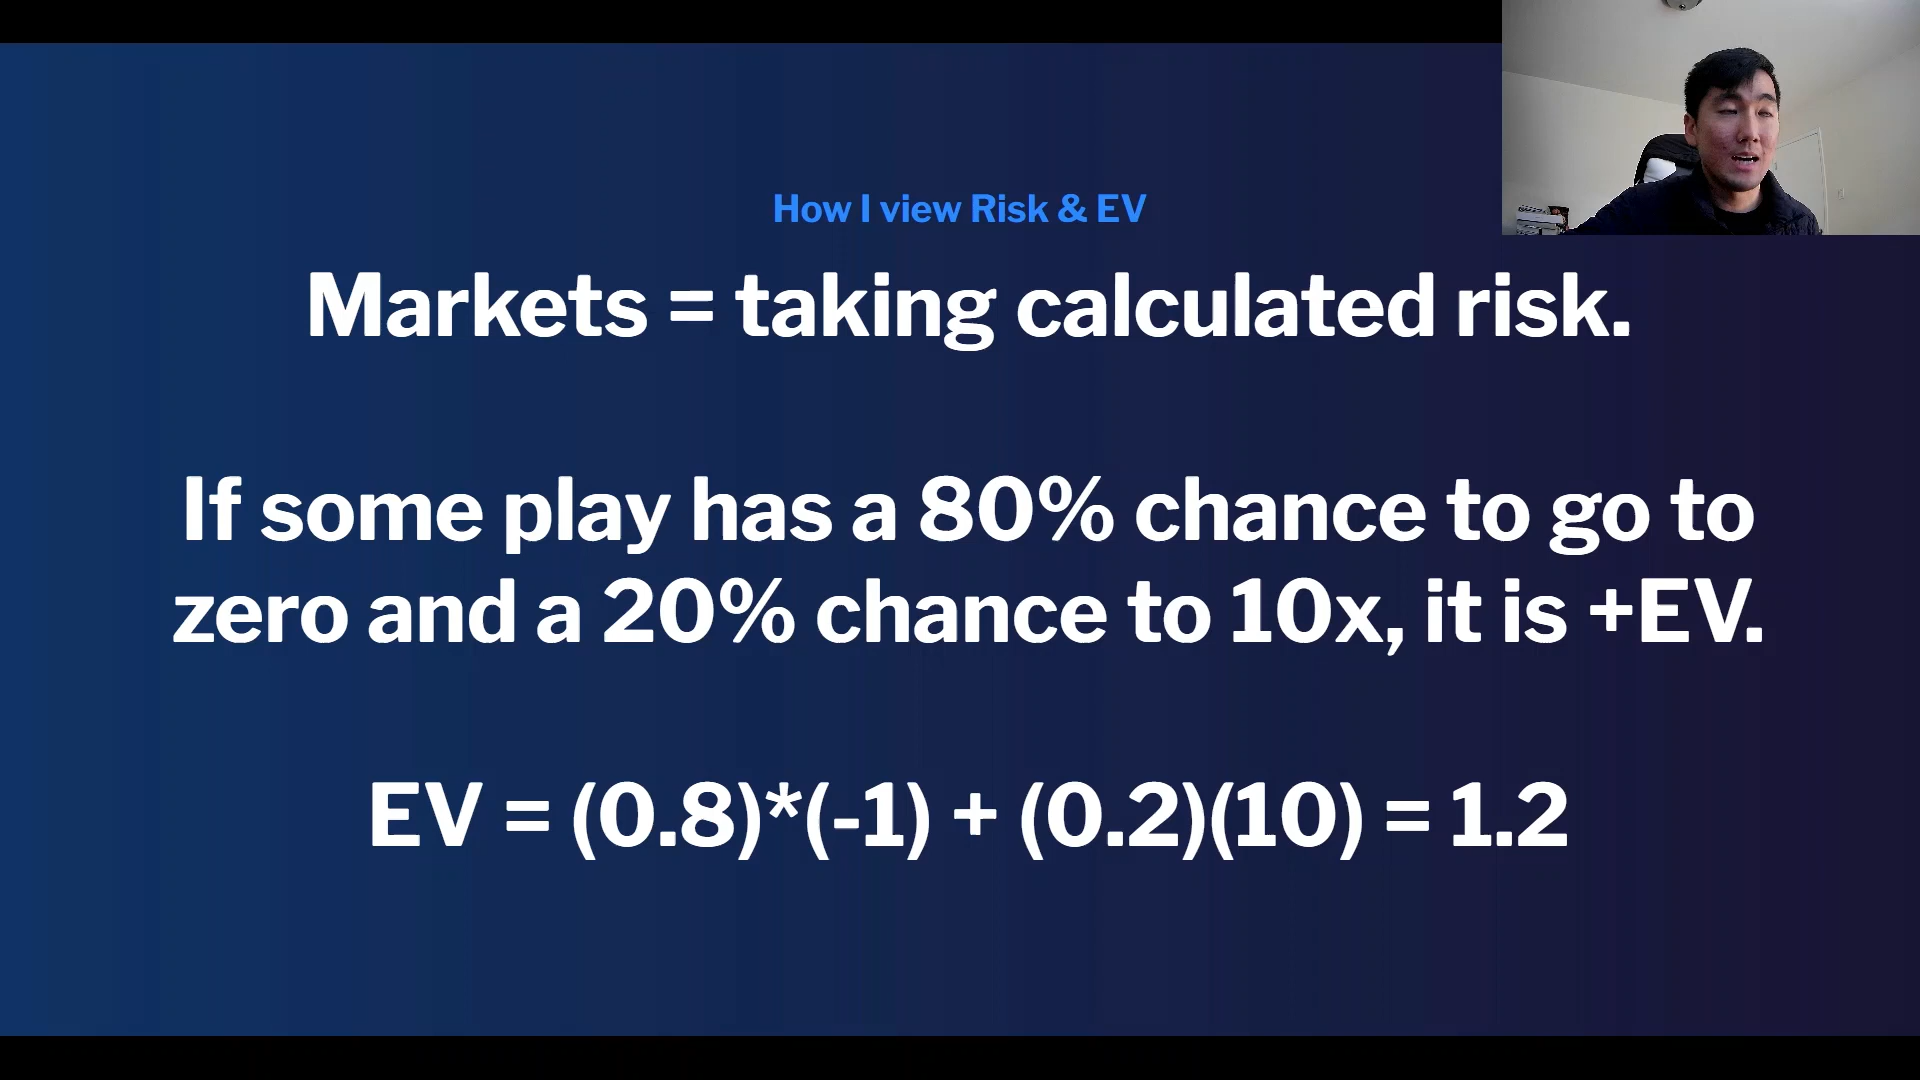 How I view Risk & EV
Markets = taking calculated risk.
If some play has a 80% chance to go to
zero and a 20% chance to 10x, it is +EV.
EV = (0.8)*(-1) + (0.2)(10) = 1.2